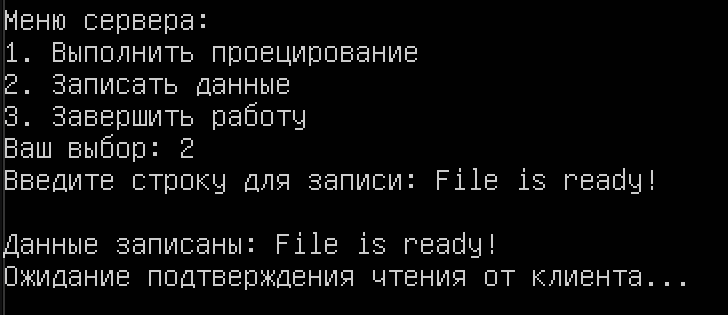 Меню сервера:
1. Выполнить проецирование
2. Записать данные
3. Завершить работу
Ваш выбор: 2
Введите строку для записи: File is ready!
Данные записаны: File is ready!
Ожидание подтверждения чтения от клиента...